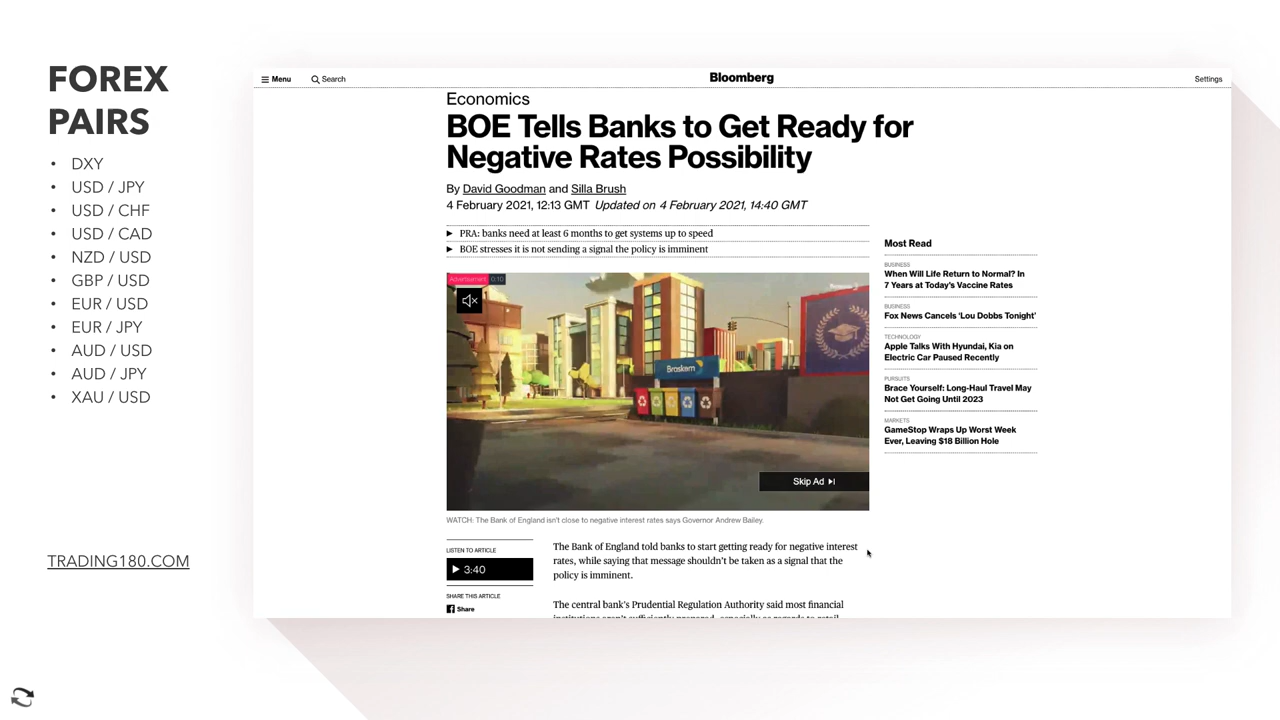 FOREX
PAIRS
• DXY
• USD / JPY
• USD / CHF
• USD / CAD
• NZD / USD
• GBP / USD
• EUR / USD
• EUR / JPY
• AUD / USD
• AUD / JPY
• XAU / USD
TRADING180.COM
Menu
Search
Bloomberg
Settings
Economics
BOE Tells Banks to Get Ready for
Negative Rates Possibility
By David Goodman and Silla Brush
4 February 2021, 12:13 GMT Updated on 4 February 2021, 14:40 GMT
PRA: banks need at least 6 months to get systems up to speed
BOE stresses it is not sending a signal the policy is imminent
Advertisement 0:10
Braskem
Skip Ad
WATCH: The Bank of England isn't close to negative interest rates says Governor Andrew Bailey.
LISTEN TO ARTICLE
3:40
SHARE THIS ARTICLE
Share
The Bank of England told banks to start getting ready for negative interest
rates, while saying that message shouldn't be taken as a signal that the
policy is imminent.
The central bank's Prudential Regulation Authority said most financial
Most Read
BUSINESS
When Will Life Return to Normal? In
7 Years at Today's Vaccine Rates
BUSINESS
Fox News Cancels 'Lou Dobbs Tonight'
TECHNOLOGY
Apple Talks With Hyundai, Kia on
Electric Car Paused Recently
PURSUITS
Brace Yourself: Long-Haul Travel May
Not Get Going Until 2023
MARKETS
GameStop Wraps Up Worst Week
Ever, Leaving $18 Billion Hole